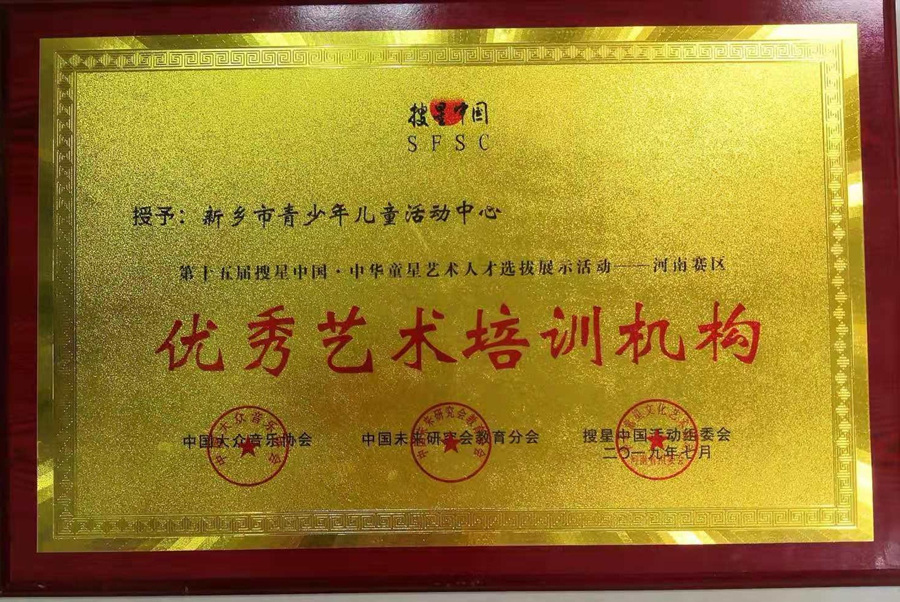 搜星中国
SFSC
授予：新乡市青少年儿童活动中心
第十五届搜星中国·中华童星艺术人才选拔展示活动——河南赛区
优秀艺术培训机构
中国大众音乐协会 中国未来研究会教育分会 搜星中国活动组委会
二〇一九年七月